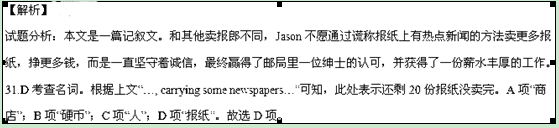 【解析】
试题分析：本文是一篇记叙文。和其他卖报郎不同，Jason 不愿通过谎称报纸上有热点新闻的方法卖更多报
纸，挣更多钱，而是一直坚守着诚信，最终赢得了邮局里一位绅士的认可，并获得了一份薪水丰厚的工作。
31.D 考查名词。根据上文“…, carrying some newspapers…”可知，此处表示还剩 20 份报纸没卖完。A 项“商
店”；B 项“硬币”；C 项“人”；D 项“报纸”。故选 D 项。